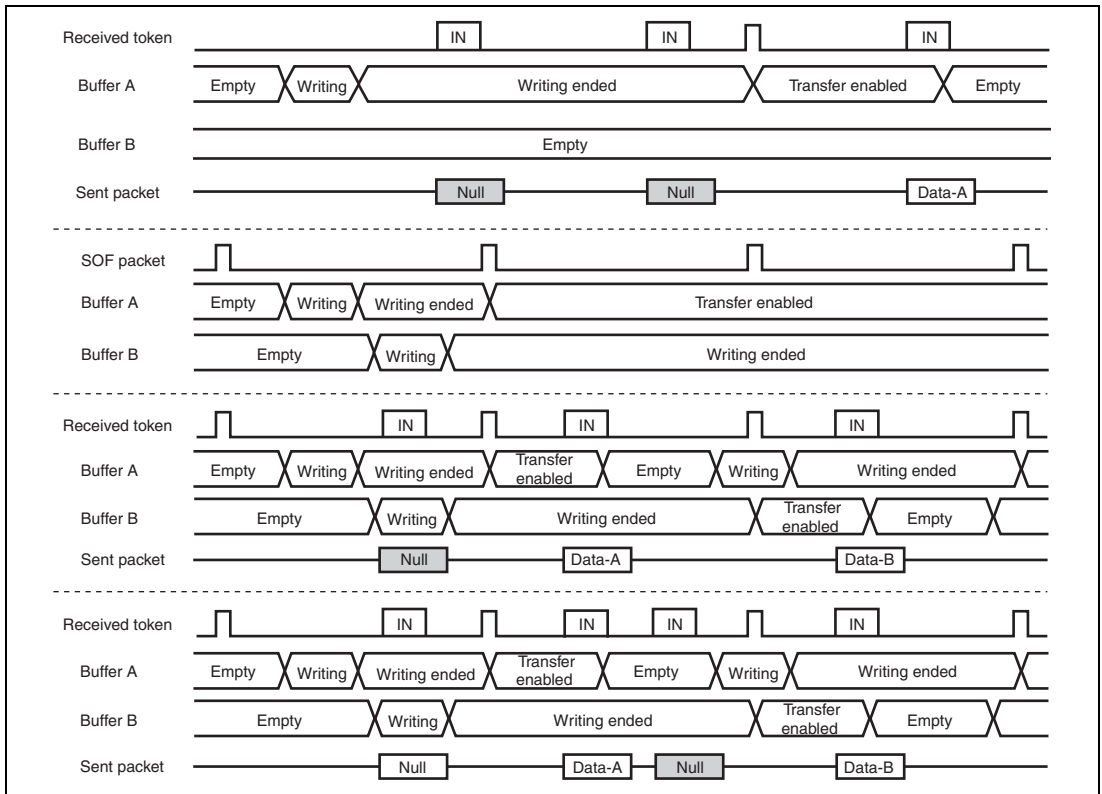 Received token IN IN IN
Buffer A Empty Writing Writing ended Transfer enabled Empty
Buffer B Empty
Sent packet Null Null Data-A
SOF packet
Buffer A Empty Writing Writing ended Transfer enabled
Buffer B Empty Writing Writing ended
Received token IN IN IN
Buffer A Empty Writing Writing ended Transfer enabled Empty Writing Writing ended
Buffer B Empty Writing Writing ended Transfer enabled Empty
Sent packet Null Data-A Data-B
Received token IN IN IN IN
Buffer A Empty Writing Writing ended Transfer enabled Empty Writing Writing ended
Buffer B Empty Writing Writing ended Transfer enabled Empty
Sent packet Null Data-A Null Data-B